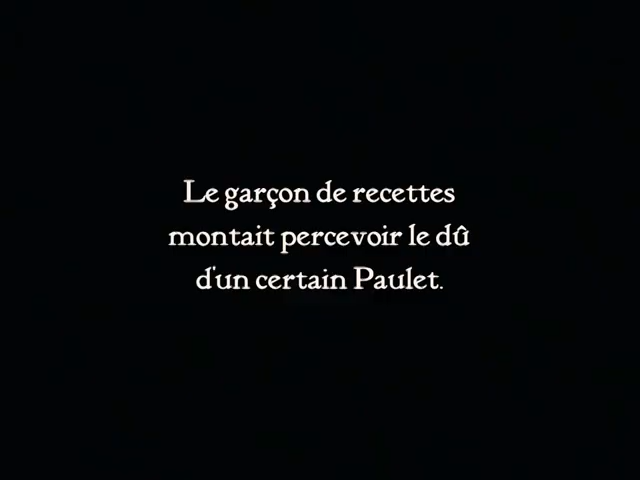 Le garçon de recettes
montait percevoir le dû
d'un certain Paulet.